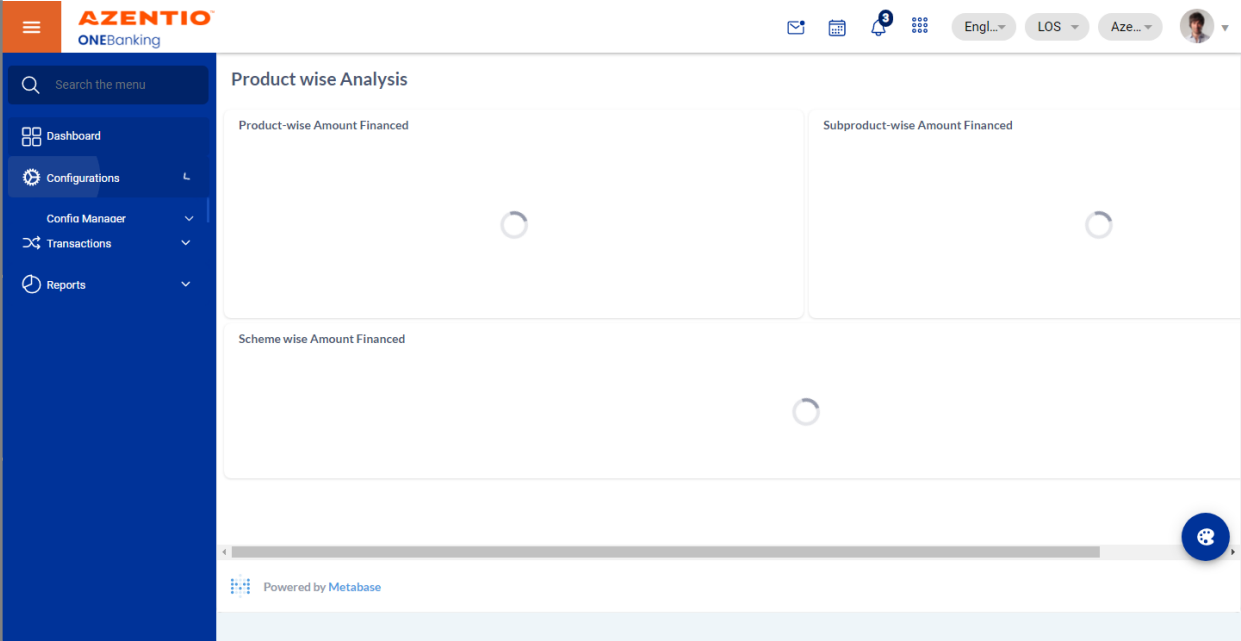 AZENTIO™
ONEBanking
3
Engl...
LOS
Aze...
Search the menu
Dashboard
Configurations
Config Manager
Transactions
Reports
Product wise Analysis
Product-wise Amount Financed
Subproduct-wise Amount Financed
Scheme wise Amount Financed
Powered by Metabase